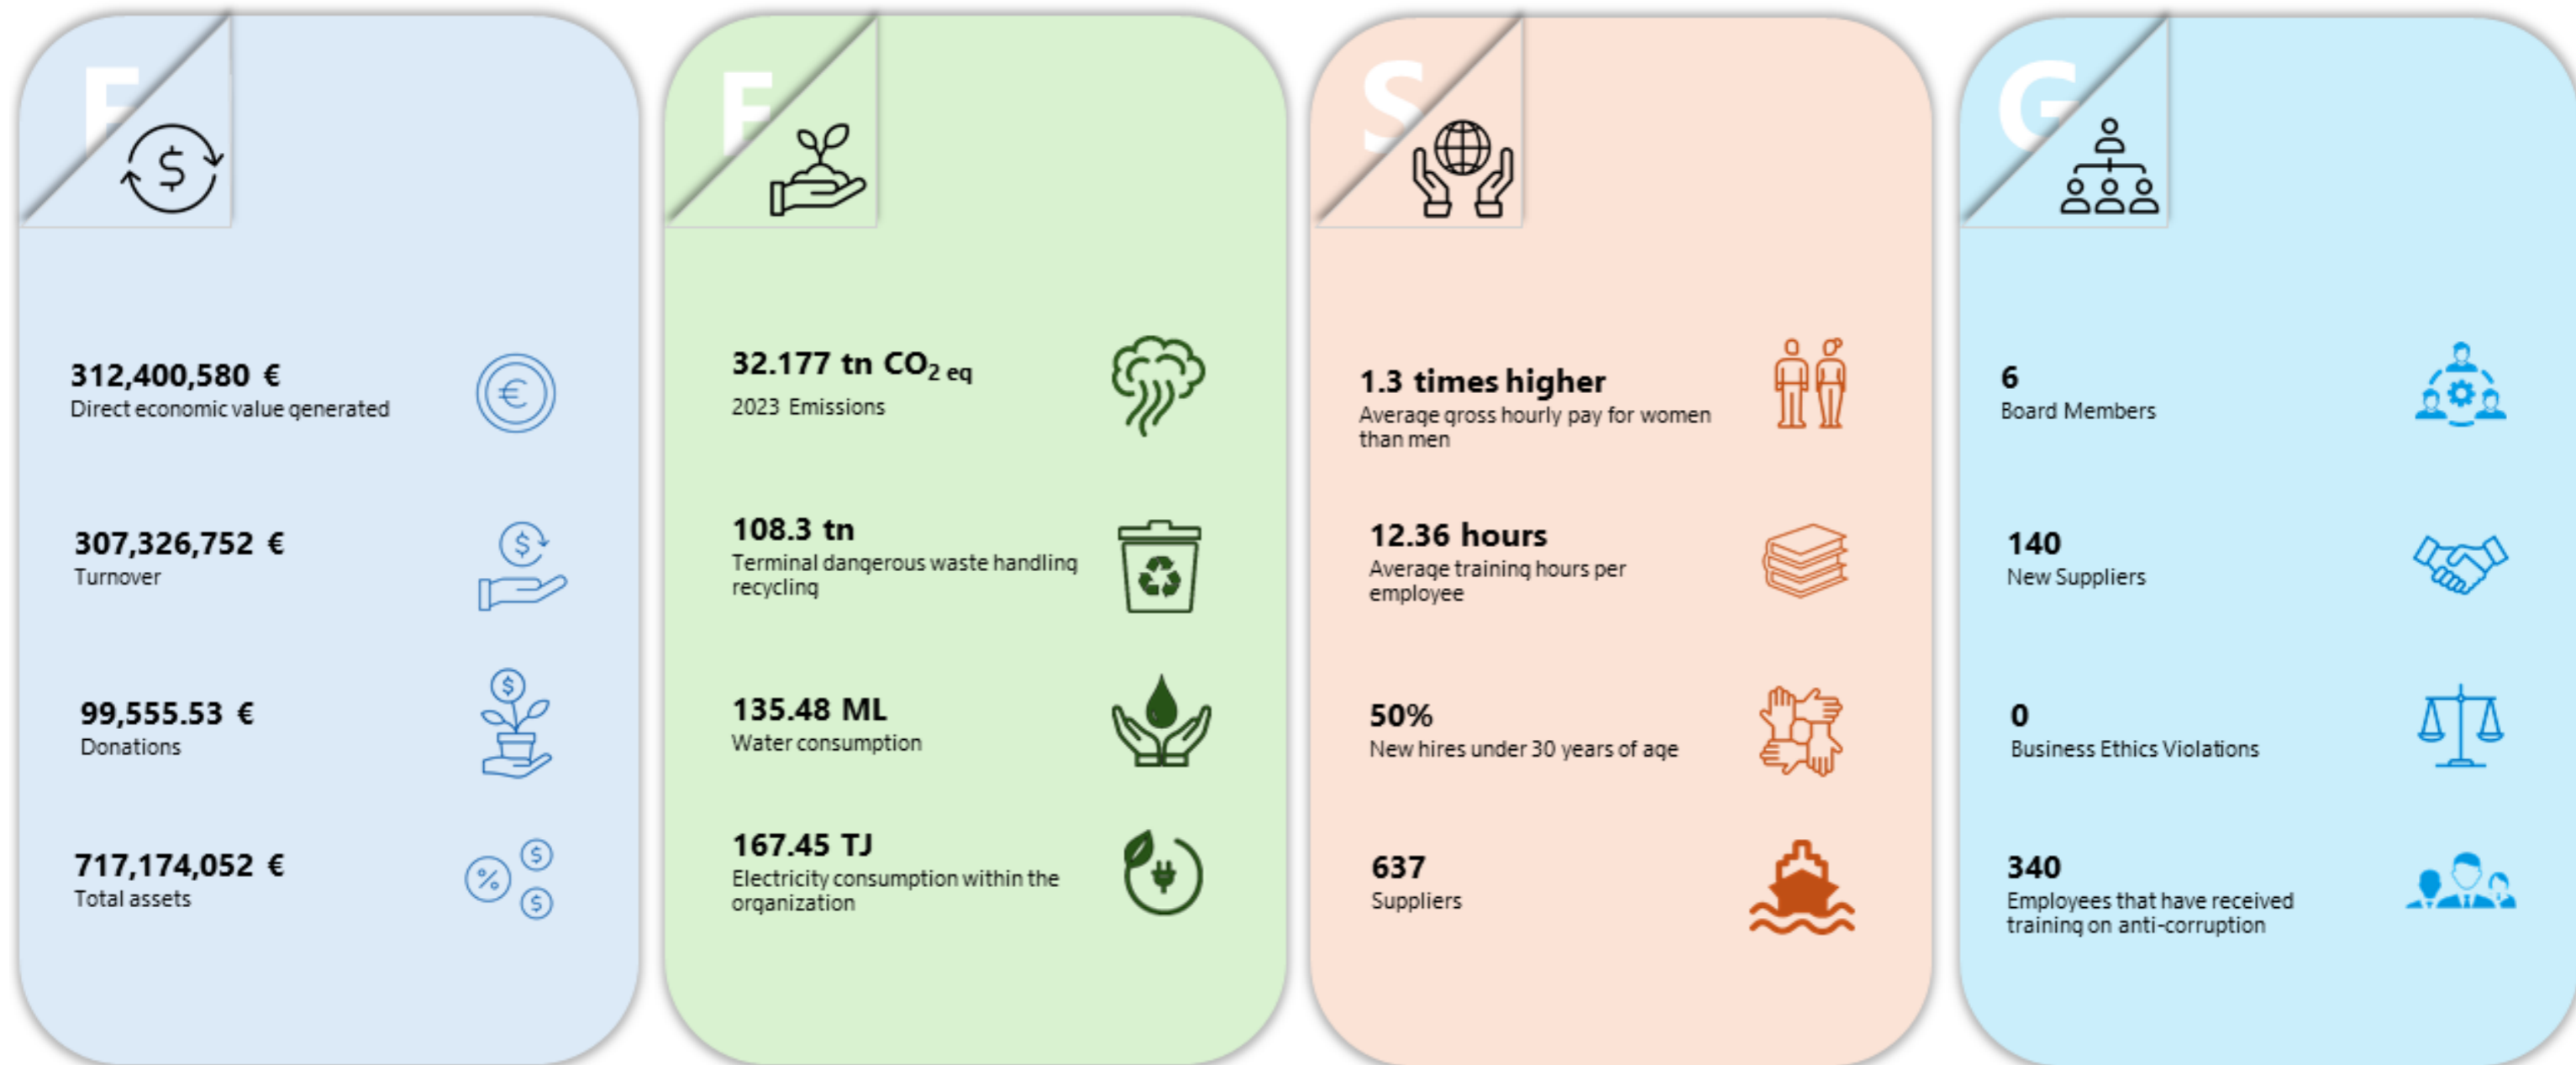 E
312,400,580 €
Direct economic value generated
307,326,752 €
Turnover
99,555.53 €
Donations
717,174,052 €
Total assets
E
32.177 tn CO2 eq
2023 Emissions
108.3 tn
Terminal dangerous waste handling
recycling
135.48 ML
Water consumption
167.45 TJ
Electricity consumption within the
organization
S
1.3 times higher
Average gross hourly pay for women
than men
12.36 hours
Average training hours per
employee
50%
New hires under 30 years of age
637
Suppliers
G
6
Board Members
140
New Suppliers
0
Business Ethics Violations
340
Employees that have received
training on anti-corruption